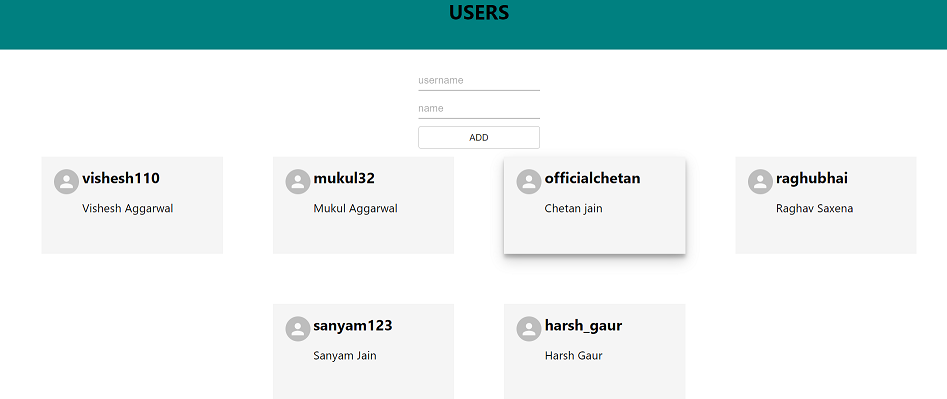 USERS
username
name
ADD
vishesh110
Vishesh Aggarwal
mukul32
Mukul Aggarwal
officialchetan
Chetan jain
raghubhai
Raghav Saxena
sanyam123
Sanyam Jain
harsh_gaur
Harsh Gaur